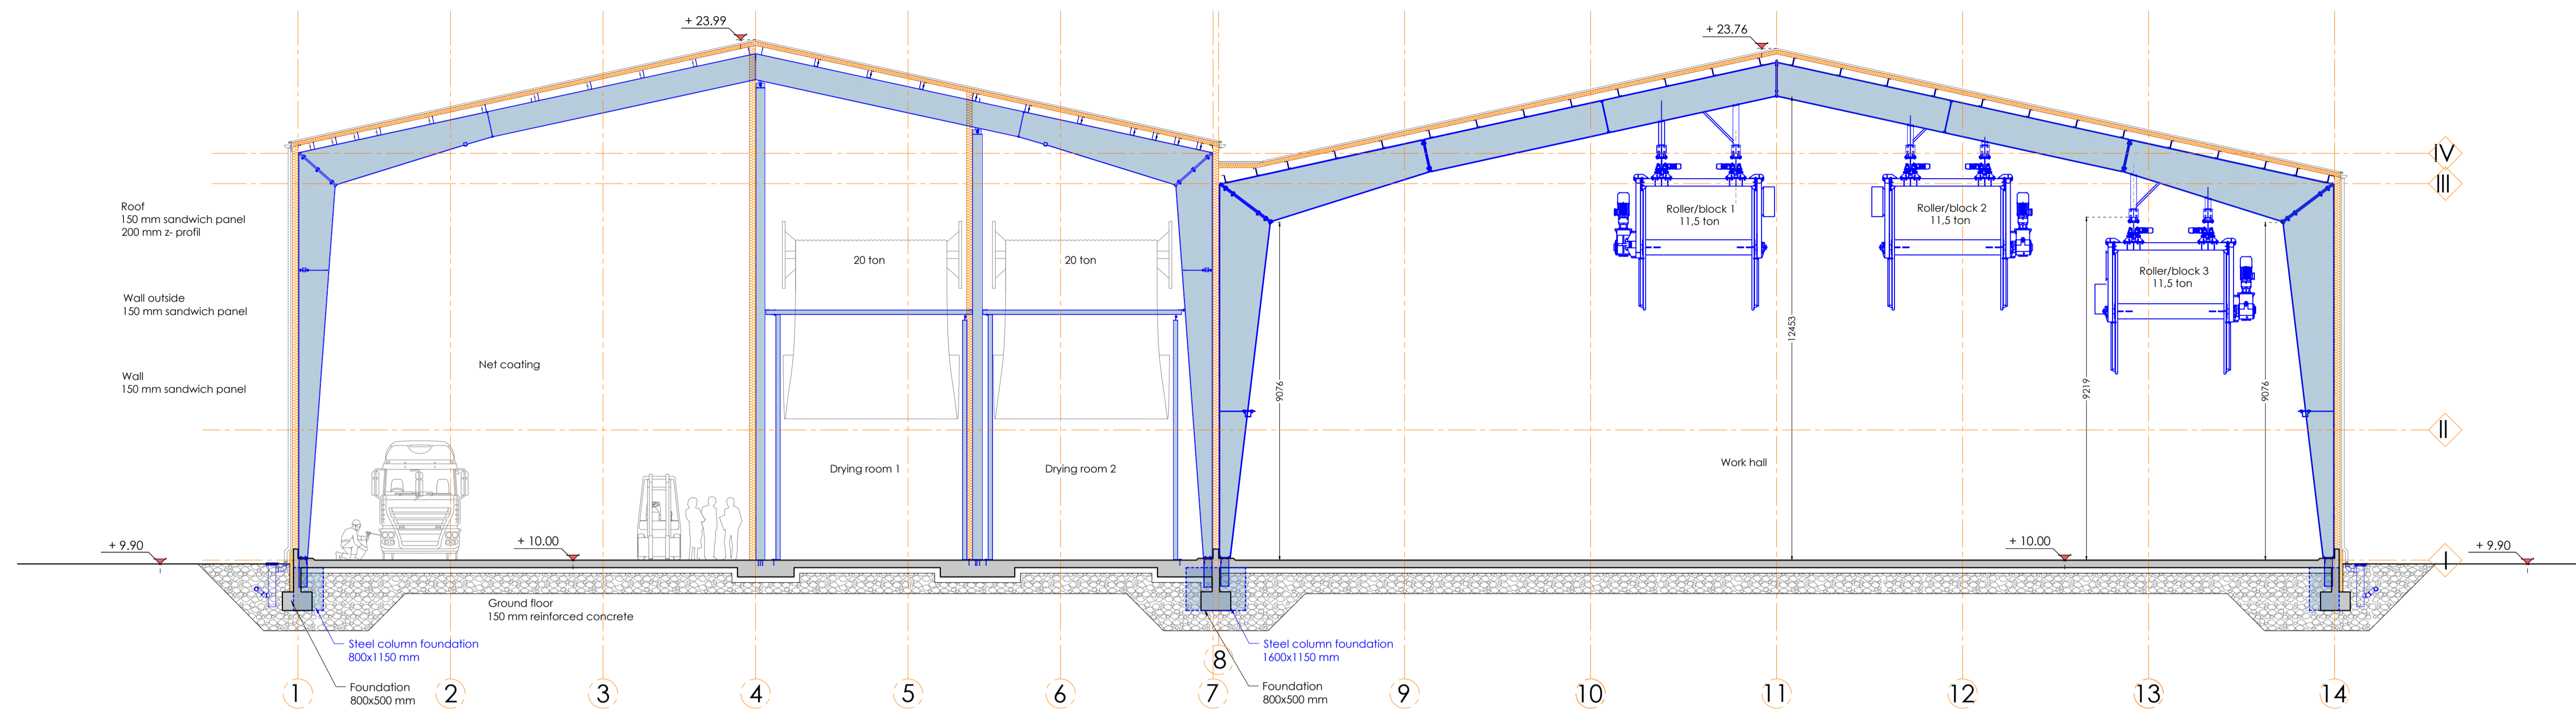 + 23.99
+ 23.76
IV
III
Roof
150 mm sandwich panel
200 mm z- profil
Roller/block 1
11,5 ton
Roller/block 2
11,5 ton
20 ton
20 ton
Roller/block 3
11,5 ton
Wall outside
150 mm sandwich panel
12453
Net coating
Wall
150 mm sandwich panel
9076
9219
9076
II
Drying room 1
Drying room 2
Work hall
+ 9.90
+ 10.00
+ 10.00
+ 9.90
I
Ground floor
150 mm reinforced concrete
Steel column foundation
800x1150 mm
Steel column foundation
1600x1150 mm
8
Foundation
800x500 mm
Foundation
800x500 mm
1
2
3
4
5
6
7
9
10
11
12
13
14